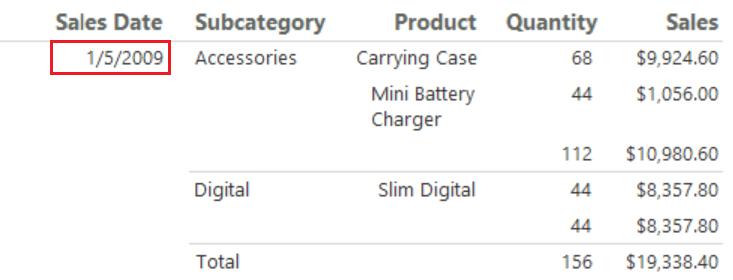 Sales Date Subcategory Product Quantity Sales
1/5/2009 Accessories Carrying Case 68 $9,924.60
Mini Battery 44 $1,056.00
Charger
112 $10,980.60
Digital Slim Digital 44 $8,357.80
44 $8,357.80
Total 156 $19,338.40